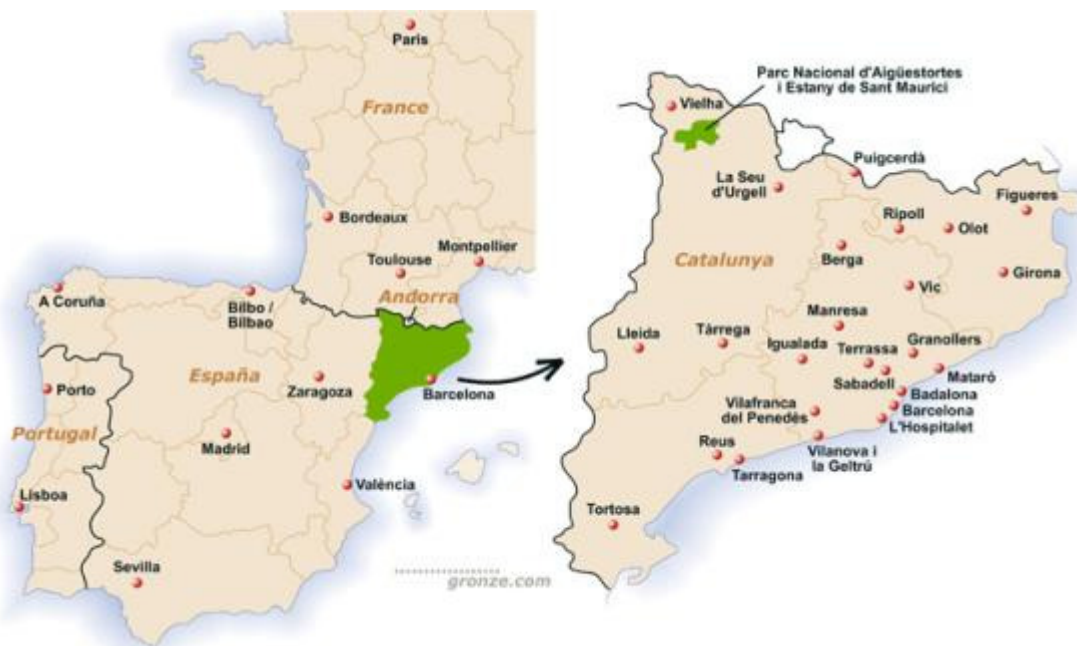 Paris
France
Bordeaux
Montpellier
Toulouse
Andorra
A Coruña
Bilbo /
Bilbao
España
Zaragoza
Barcelona
Porto
Portugal
Madrid
Lisboa
València
Sevilla
gronze.com
Parc Nacional d'Aigüestortes
i Estany de Sant Maurici
Vielha
Puigcerdà
La Seu
d'Urgell
Figueres
Ripoll
Olot
Catalunya
Berga
Girona
Vic
Manresa
Lleida
Tàrrega
Igualada
Terrassa
Granollers
Sabadell
Mataró
Badalona
Vilafranca
del Penedès
Barcelona
L'Hospitalet
Reus
Vilanova i
la Geltrú
Tarragona
Tortosa